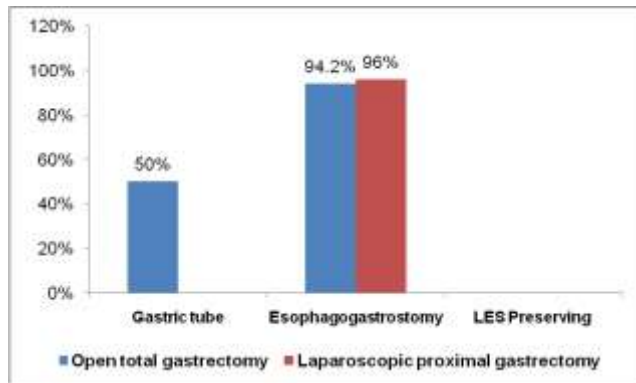 120%
100%
80%
60%
40%
20%
0%
50%
94.2%
96%
Gastric tube
Esophagogastrostomy
LES Preserving
Open total gastrectomy
Laparoscopic proximal gastrectomy